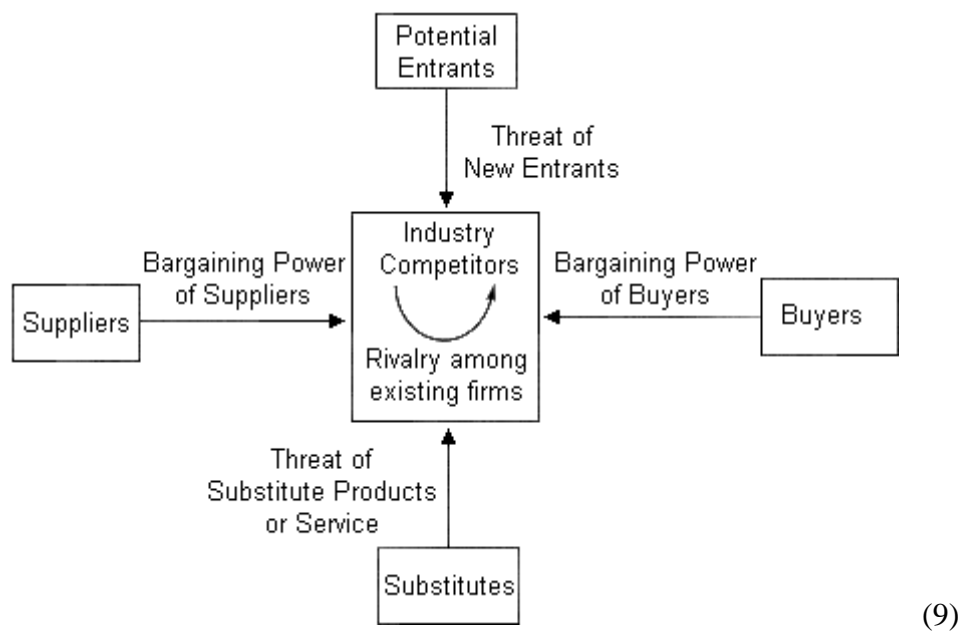 Potential
Entrants
Threat of
New Entrants
Industry
Competitors
Bargaining Power
of Suppliers
Bargaining Power
of Buyers
Suppliers
Buyers
Rivalry among
existing firms
Threat of
Substitute Products
or Service
Substitutes
(9)